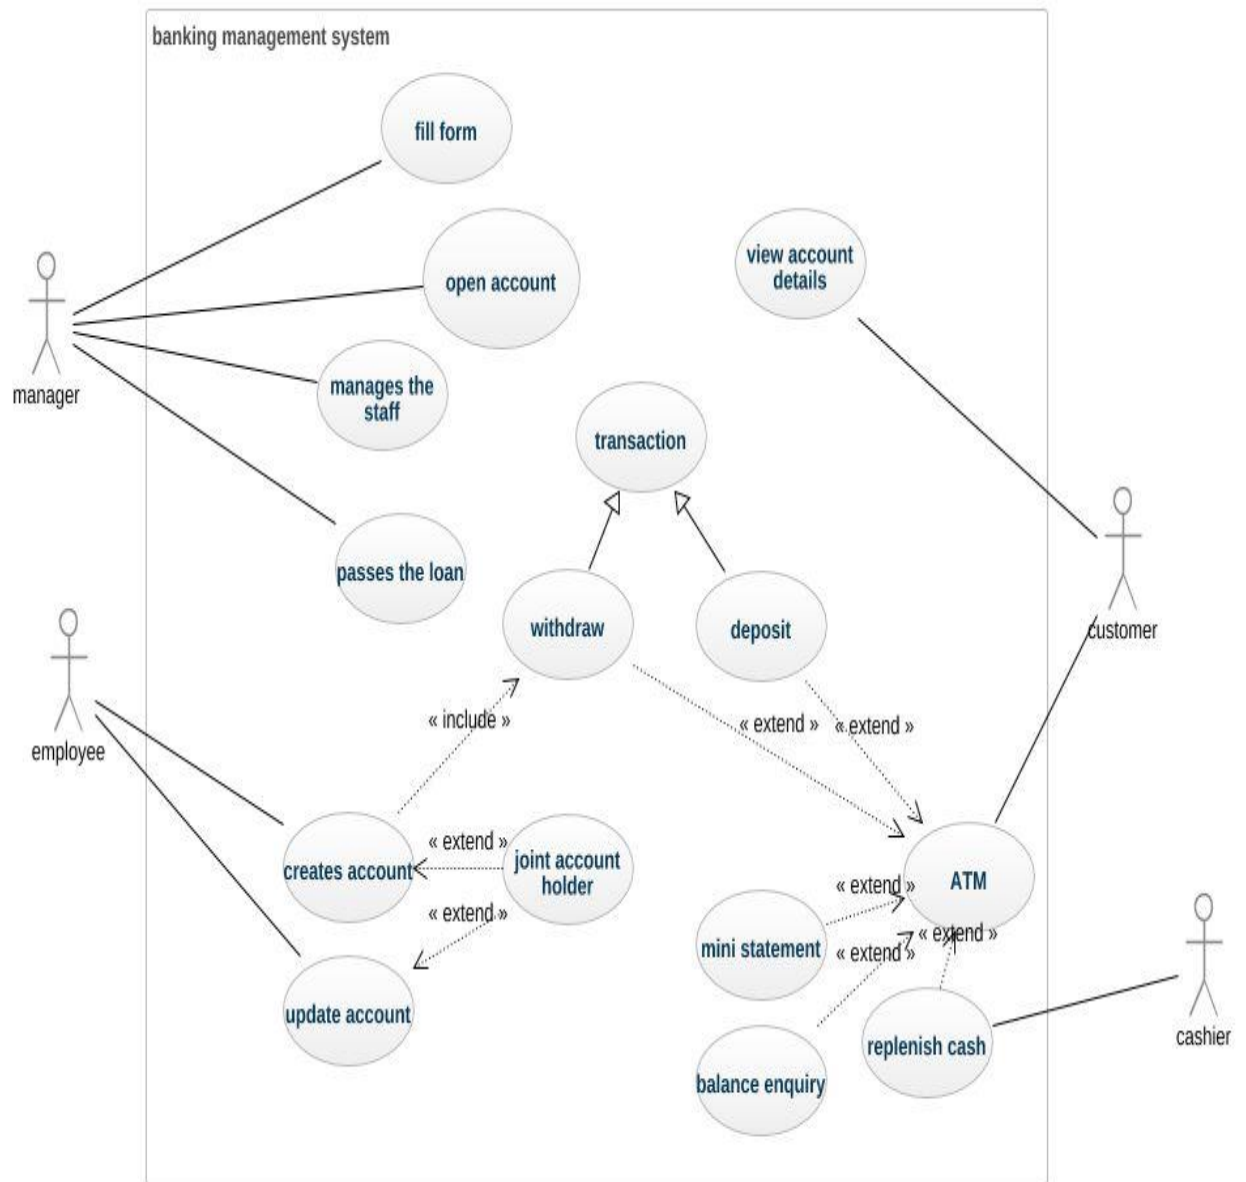 banking management system
fill form
open account
view account
details
manager
manages the
staff
transaction
passes the loan
withdraw
deposit
customer
employee
« include »
« extend »
« extend »
« extend »
creates account
joint account
holder
« extend »
ATM
« extend »
« extend »
mini statement
« extend »
update account
replenish cash
cashier
balance enquiry